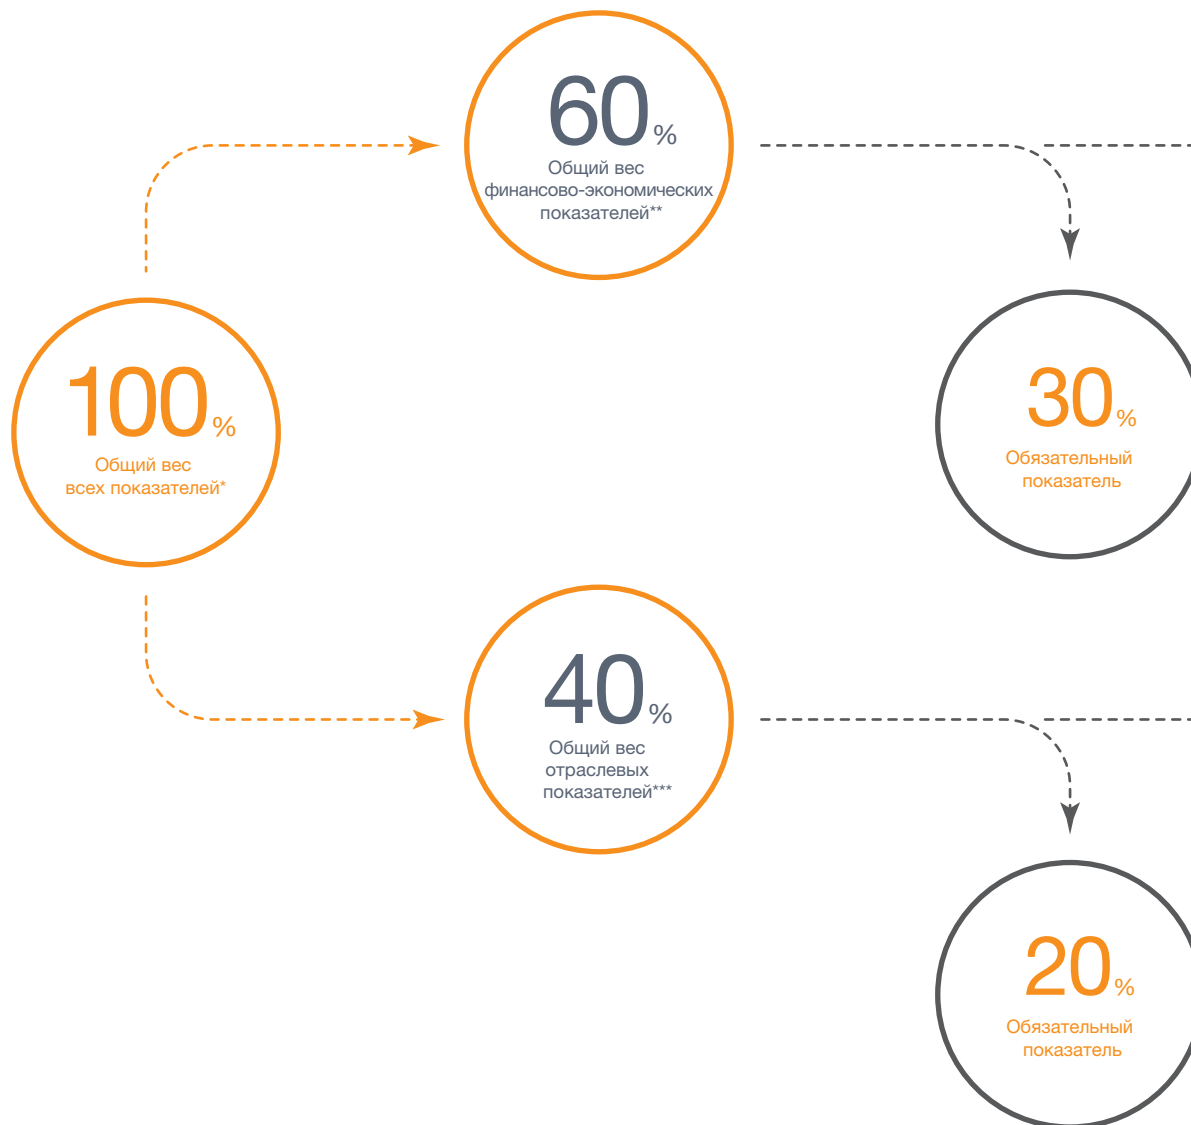 60%
Общий вес
финансово-экономических
показателей**
100%
Общий вес
всех показателей*
30%
Обязательный
показатель
40%
Общий вес
отраслевых
показателей***
20%
Обязательный
показатель